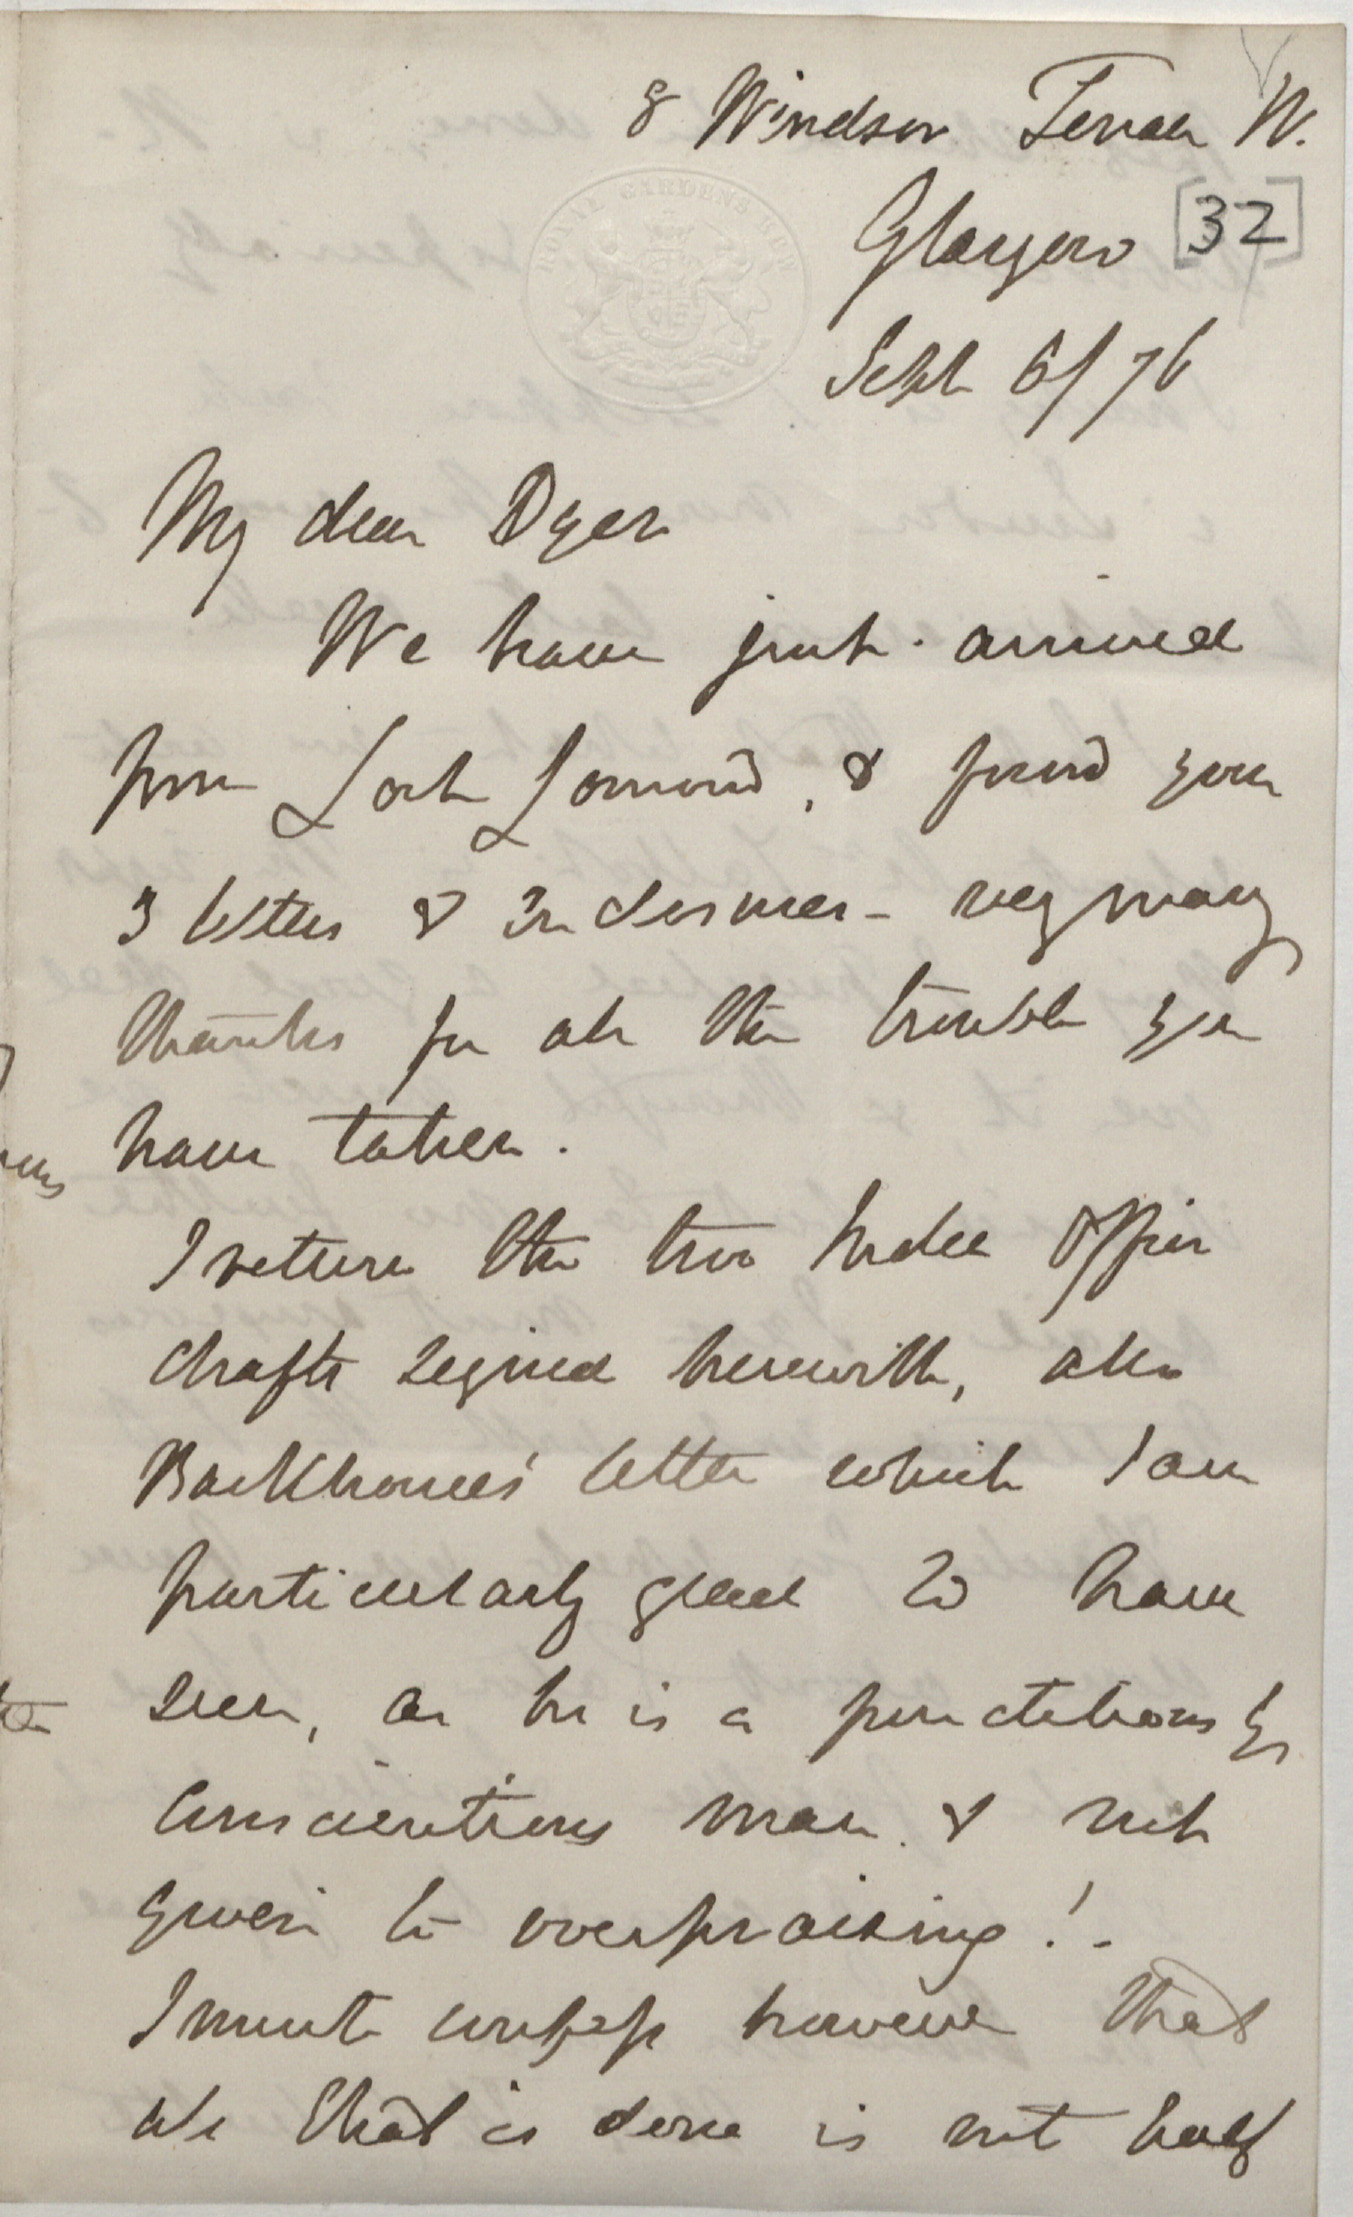 8 Windsor Terrace W.
Glasgow [32]
ROYAL GARDENS KEW
Sept 6/76
My dear Dyer
We have just arrived
from Loch Lomond, & found your
3 letters & Inclosures - very many
thanks for all the trouble you
have taken.
I return the two India Office
drafts signed herewith, also
Backhouse's letter which I am
particularly glad to have
seen, as he is a punctiliously
conscientious man & not
given to overpraising! -
I must confess however that
all that is done is not half